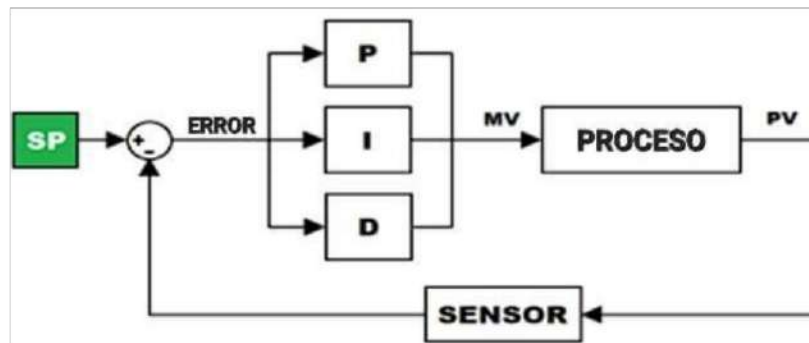 P
SP
+
-
ERROR
I
MV
PROCESO
PV
D
SENSOR